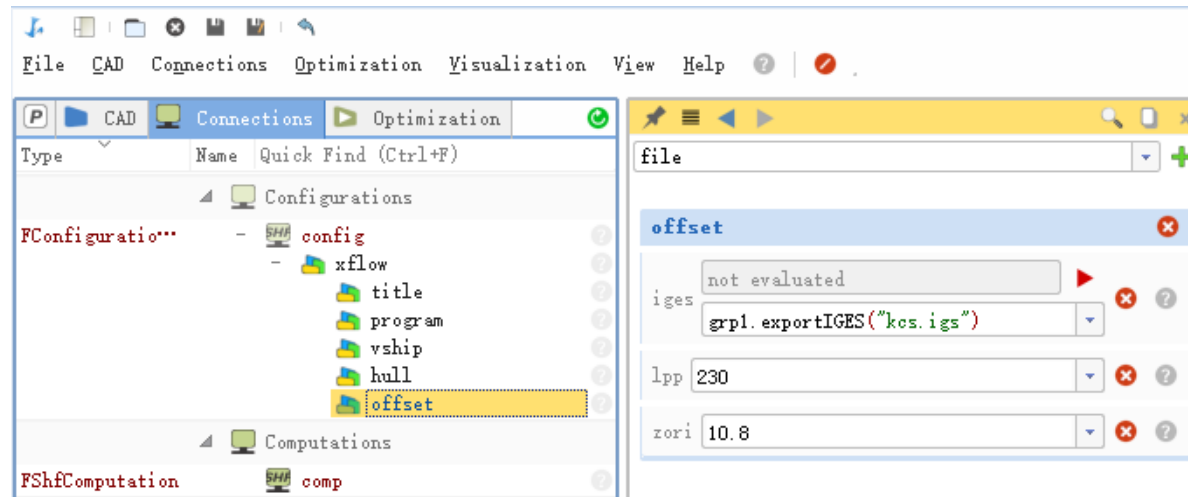 File CAD Connections Optimization Visualization View Help
P CAD Connections Optimization
Type Name Quick Find (Ctrl+F)
Configurations
FConfiguratio··· - SHF config
- xflow
title
program
vship
hull
offset
Computations
FShfComputation SHF comp
file
offset
iges not evaluated
grp1.exportIGES("kcs.igs")
lpp 230
zori 10.8